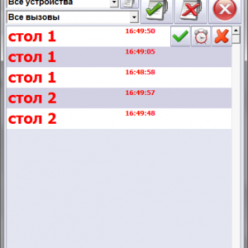 Все устройства
Все вызовы
стол 1 16:49:50
стол 1 16:49:05
стол 1 16:48:58
стол 2 16:49:57
стол 2 16:49:48